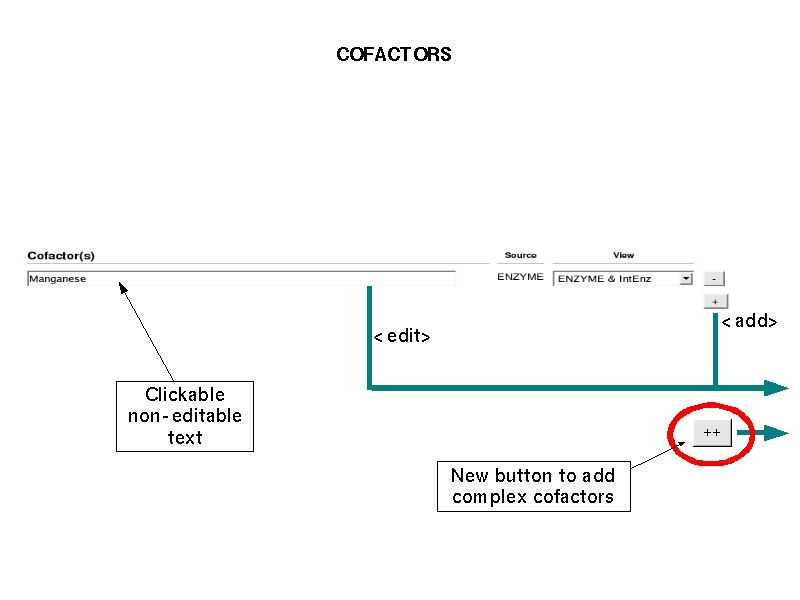 COFACTORS
Cofactor(s) Source View
Manganese ENZYME ENZYME & IntEnz -
+
< add>
< edit>
Clickable
non-editable
text
++
New button to add
complex cofactors